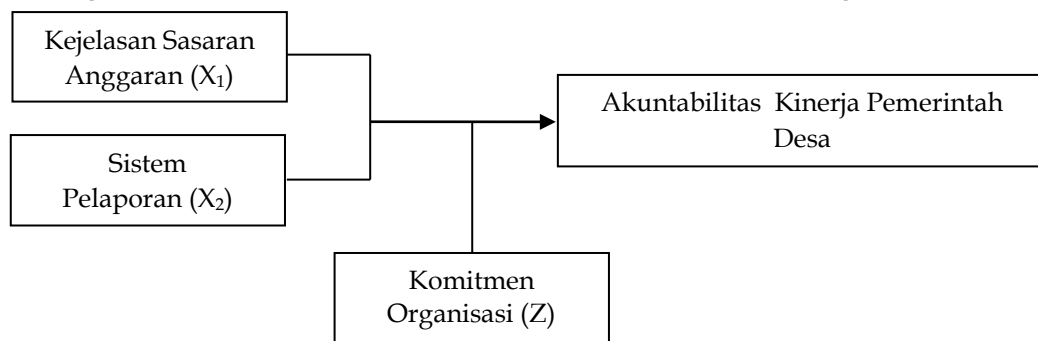 Kejelasan Sasaran
Anggaran (X₁)
Akuntabilitas Kinerja Pemerintah
Desa
Sistem
Pelaporan (X₂)
Komitmen
Organisasi (Z)